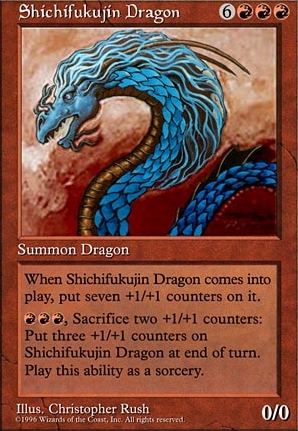 Shichifukujin Dragon 6
Summon Dragon
When Shichifukujin Dragon comes into
play, put seven +1/+1 counters on it.
, Sacrifice two +1/+1 counters:
Put three +1/+1 counters on
Shichifukujin Dragon at end of turn.
Play this ability as a sorcery.
Illus. Christopher Rush
©1996 Wizards of the Coast, Inc. All rights reserved.
0/0